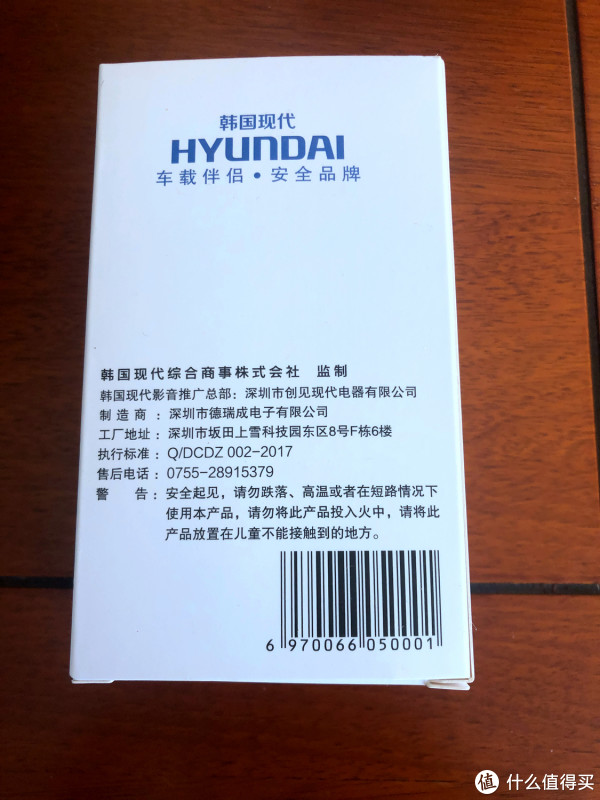 韩国现代
HYUNDAI
车载伴侣·安全品牌
韩国现代综合商事株式会社 监制
韩国现代影音推广总部：深圳市创见现代电器有限公司
制造商：深圳市德瑞成电子有限公司
工厂地址：深圳市坂田上雪科技园东区8号F栋6楼
执行标准：Q/DCDZ 002-2017
售后电话：0755-28915379
警告：安全起见，请勿跌落、高温或者在短路情况下
使用本产品，请勿将此产品投入火中，请将此
产品放置在儿童不能接触到的地方。
6 970066 050001
值 什么值得买